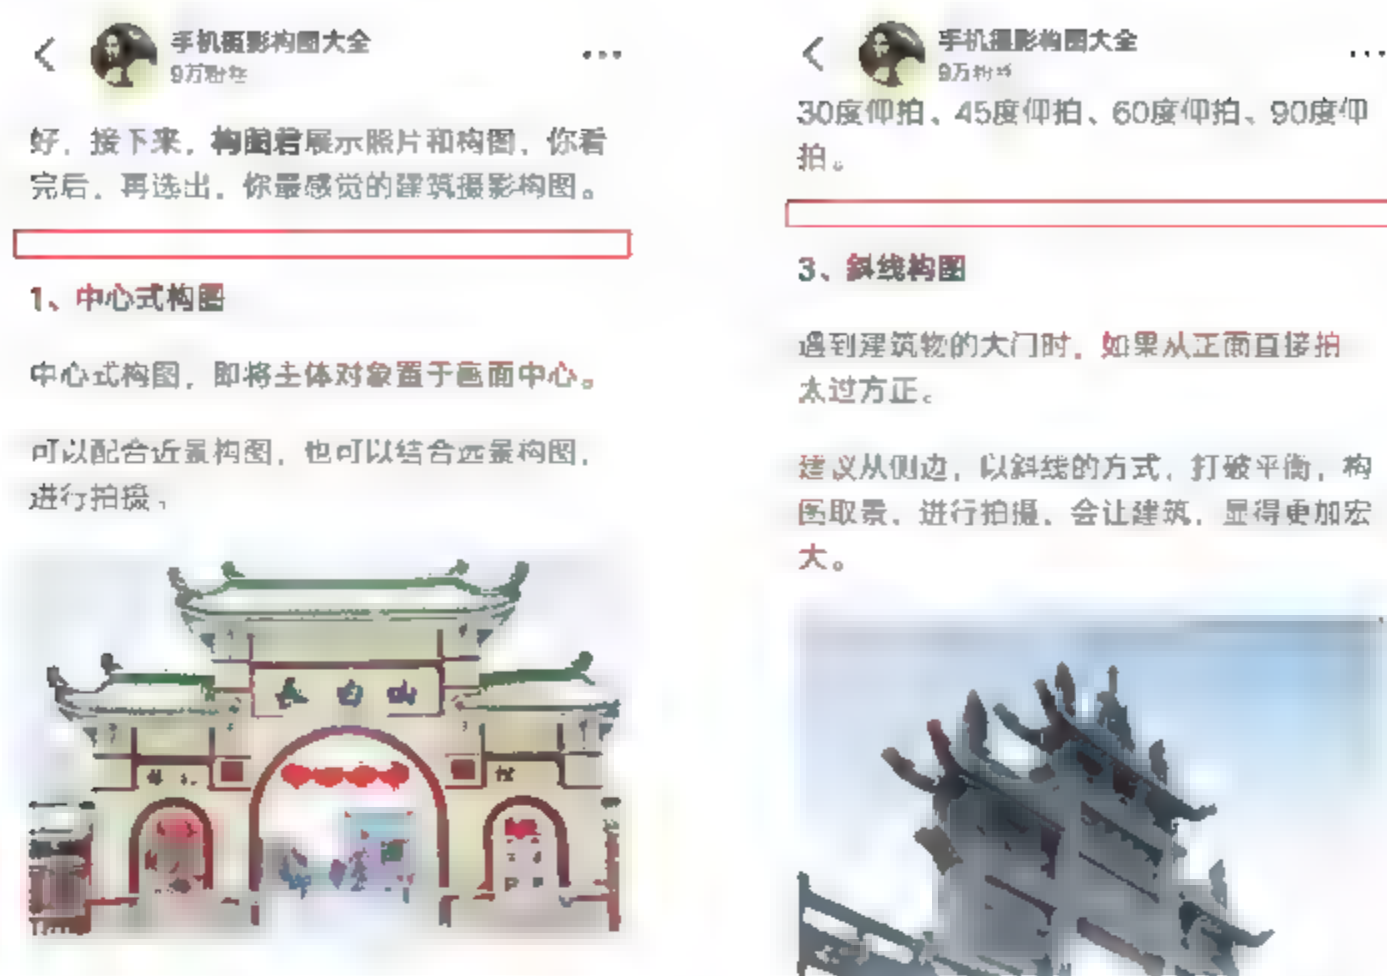 手机摄影构图大全
9万粉丝
好，接下来，构图君展示照片和构图，你看
完后，再选出，你最感觉的建筑摄影构图。
1、中心式构图
中心式构图，即将主体对象置于画面中心。
可以配合近景构图，也可以结合远景构图，
进行拍摄。
手机摄影构图大全
9万粉丝
30度仰拍、45度仰拍、60度仰拍、90度仰
拍。
3、斜线构图
遇到建筑物的大门时，如果从正面直接拍
太过方正。
建议从侧边，以斜线的方式，打破平衡，构
图取景，进行拍摄，会让建筑，显得更加宏
大。